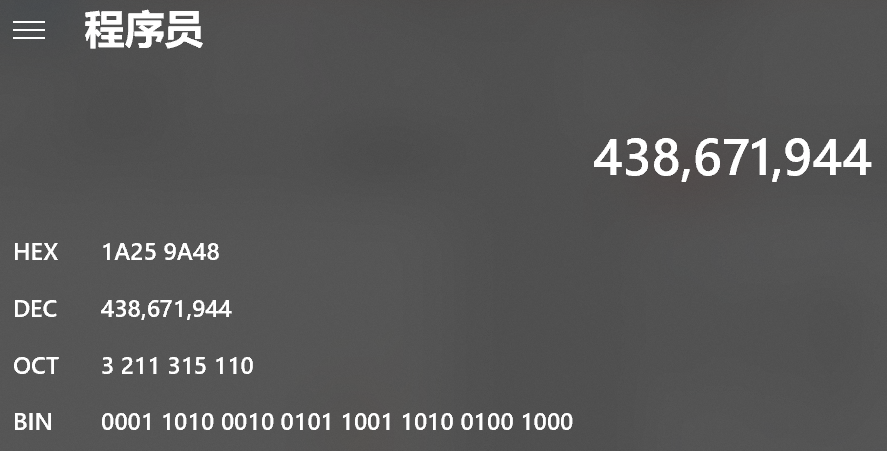 程序员
438,671,944
HEX 1A25 9A48
DEC 438,671,944
OCT 3 211 315 110
BIN 0001 1010 0010 0101 1001 1010 0100 1000